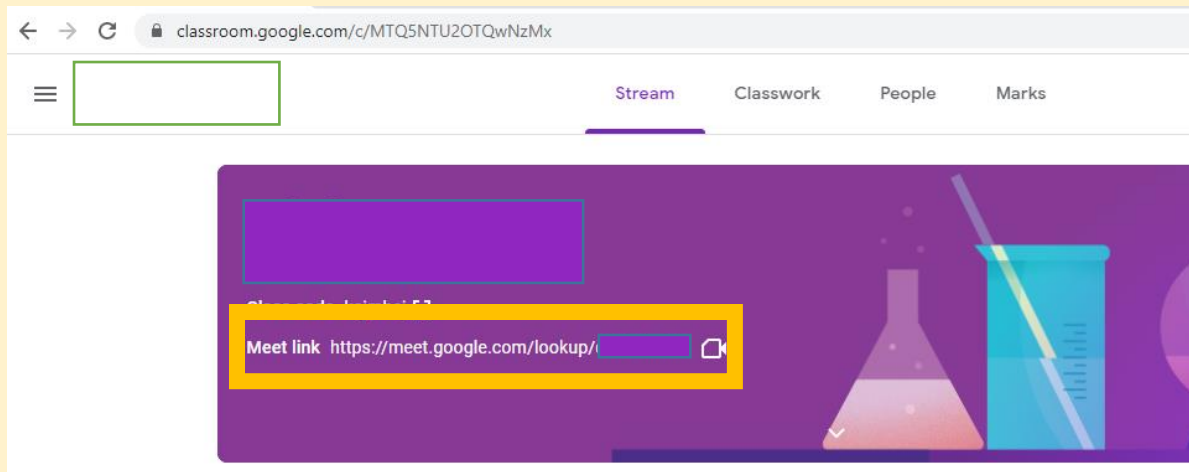 classroom.google.com/c/MTQ5NTU2OTQwNzMx
Stream Classwork People Marks
Meet link https://meet.google.com/lookup/